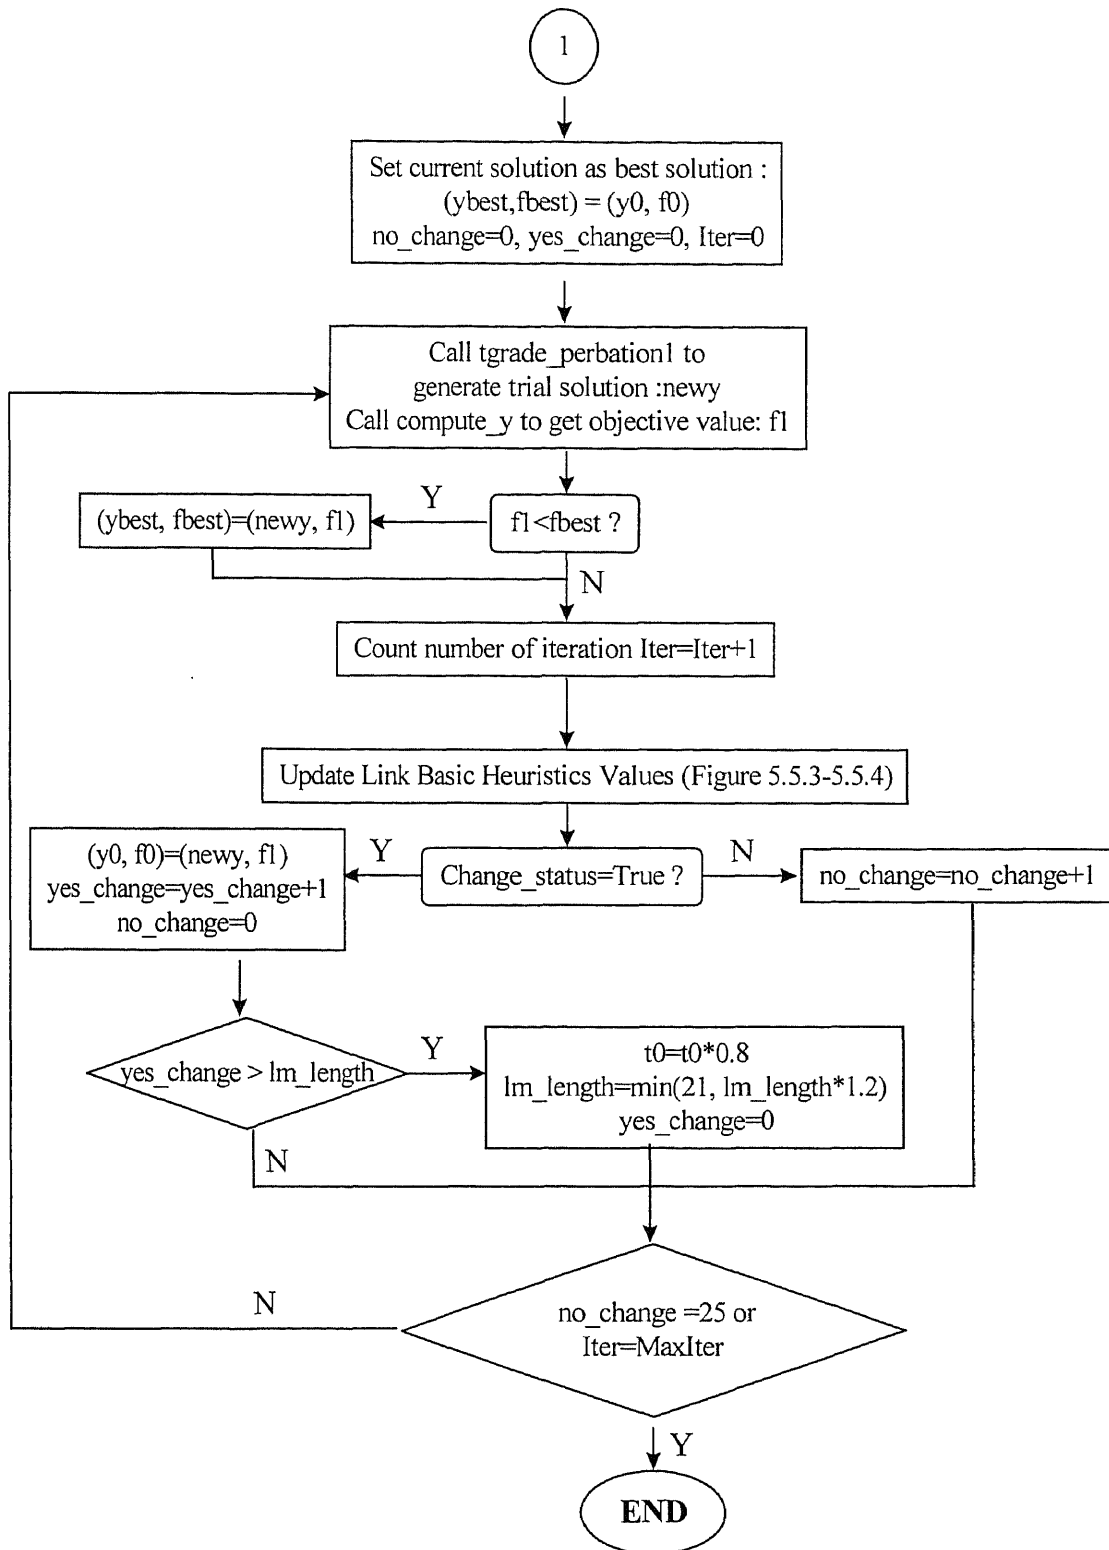 1
Set current solution as best solution :
(ybest,fbest) = (y0, f0)
no_change=0, yes_change=0, Iter=0
Call tgrade_perbation1 to
generate trial solution :newy
Call compute_y to get objective value: f1
Y
(ybest, fbest)=(newy, f1)
f1<fbest ?
N
Count number of iteration Iter=Iter+1
Update Link Basic Heuristics Values (Figure 5.5.3-5.5.4)
(y0, f0)=(newy, f1)
yes_change=yes_change+1
no_change=0
Y
Change_status=True ?
N
no_change=no_change+1
yes_change > lm_length
Y
t0=t0*0.8
lm_length=min(21, lm_length*1.2)
yes_change=0
N
N
no_change =25 or
Iter=MaxIter
Y
END